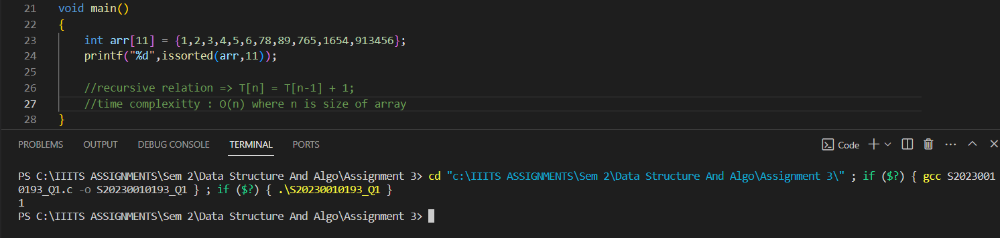 21 void main()
22 {
23 int arr[11] = {1,2,3,4,5,6,78,89,765,1654,913456};
24 printf("%d",issorted(arr,11));
25
26 //recursive relation => T[n] = T[n-1] + 1;
27 //time complexitty : O(n) where n is size of array
28 }
PROBLEMS OUTPUT DEBUG CONSOLE TERMINAL PORTS Code
PS C:\IIITS ASSIGNMENTS\Sem 2\Data Structure And Algo\Assignment 3> cd "c:\IIITS ASSIGNMENTS\Sem 2\Data Structure And Algo\Assignment 3\" ; if ($?) { gcc S2023001
0193_Q1.c -o S20230010193_Q1 } ; if ($?) { .\S20230010193_Q1 }
1
PS C:\IIITS ASSIGNMENTS\Sem 2\Data Structure And Algo\Assignment 3>